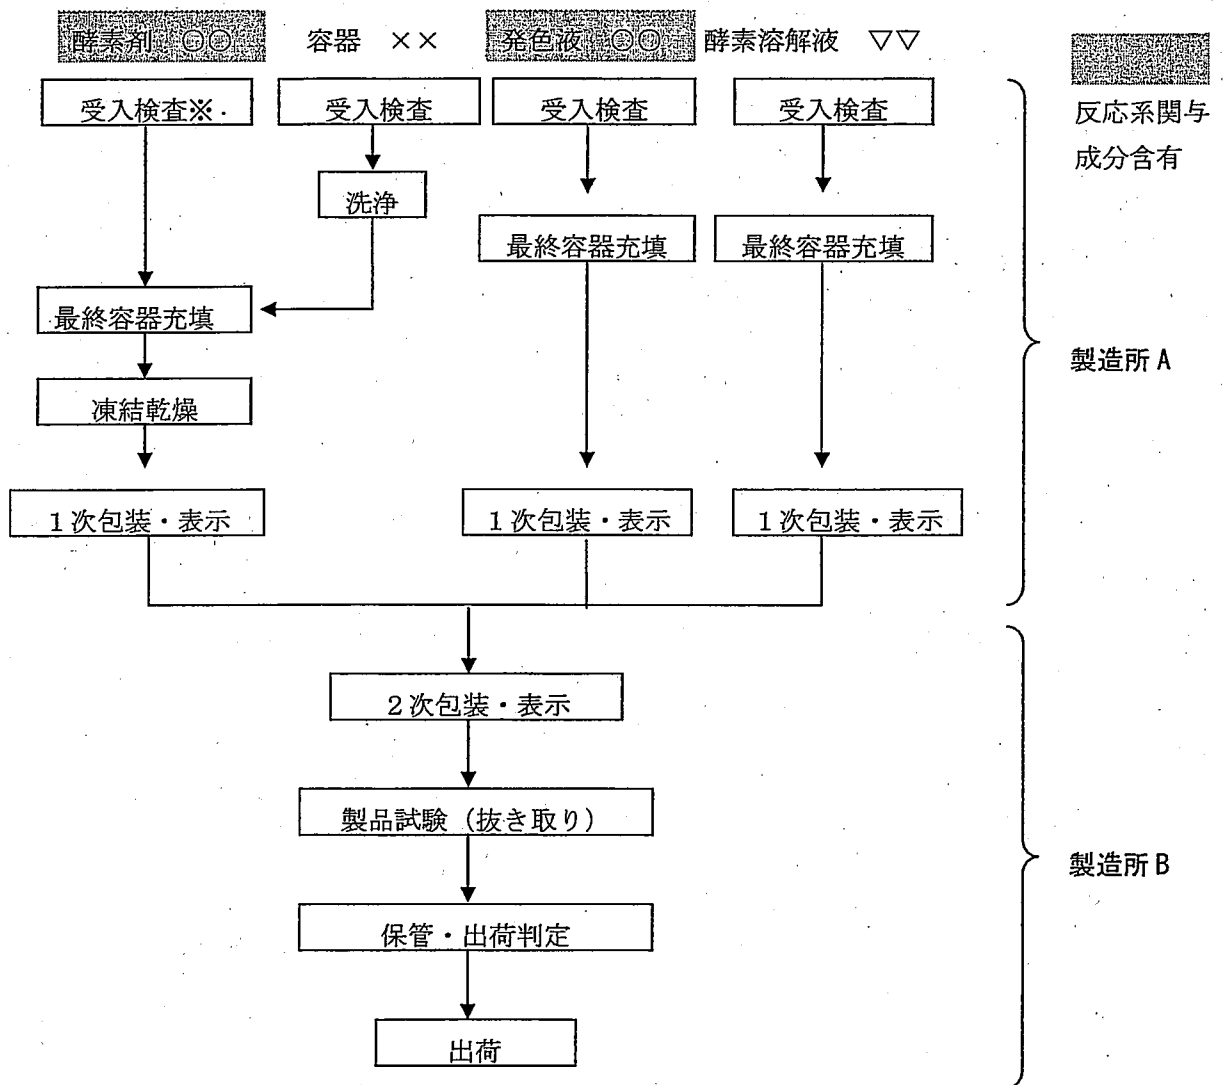 酵素剤 ○○ 容器 ×× 発色液 ○○ 酵素溶解液 ▽▽
受入検査※ 受入検査 受入検査 受入検査
反応系関与
成分含有
洗浄
最終容器充填 最終容器充填
最終容器充填
製造所 A
凍結乾燥
1次包装・表示 1次包装・表示 1次包装・表示
2次包装・表示
製品試験（抜き取り）
製造所 B
保管・出荷判定
出荷